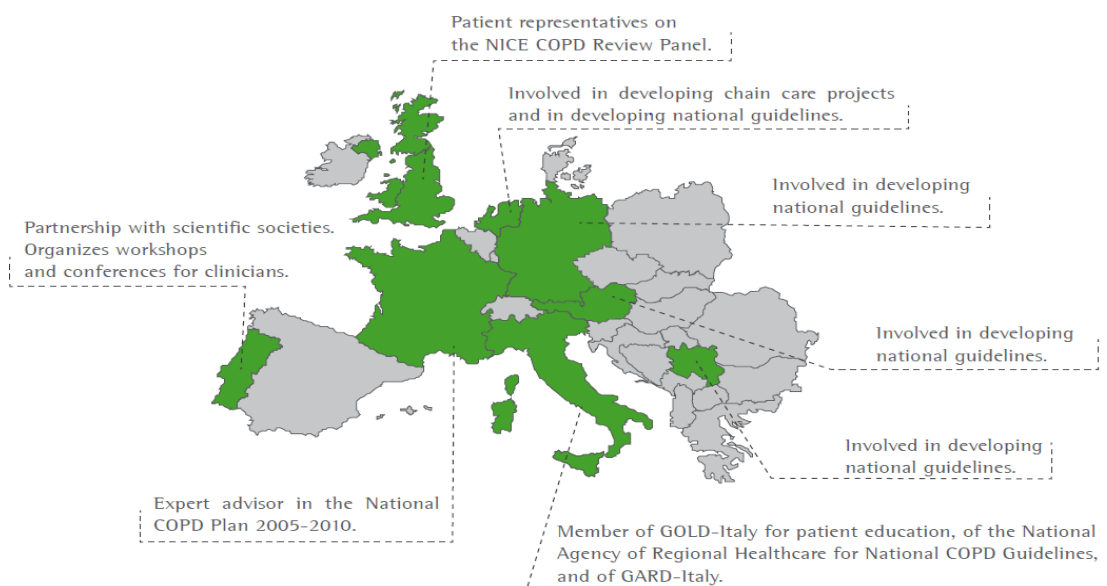 Patient representatives on
the NICE COPD Review Panel.
Involved in developing chain care projects
and in developing national guidelines.
Involved in developing
national guidelines.
Partnership with scientific societies.
Organizes workshops
and conferences for clinicians.
Involved in developing
national guidelines.
Involved in developing
national guidelines.
Expert advisor in the National
COPD Plan 2005-2010.
Member of GOLD-Italy for patient education, of the National
Agency of Regional Healthcare for National COPD Guidelines,
and of GARD-Italy.